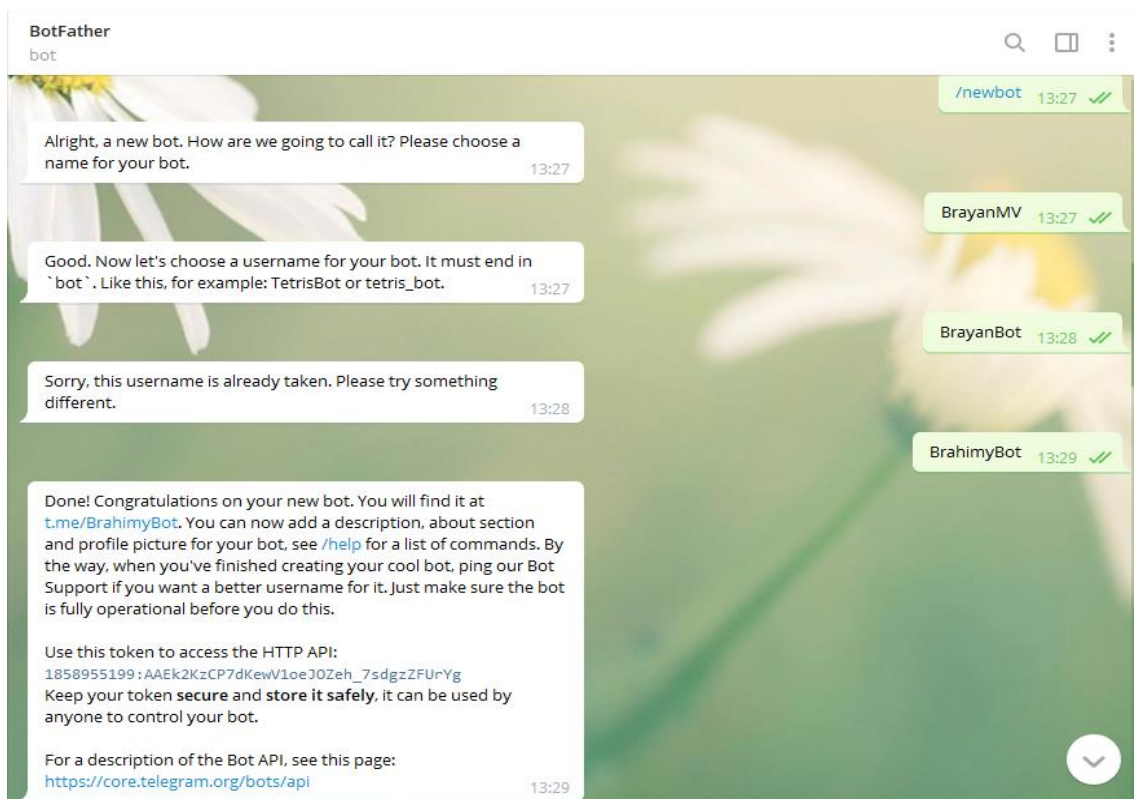 BotFather
bot
/newbot 13:27
Alright, a new bot. How are we going to call it? Please choose a
name for your bot. 13:27
BrayanMV 13:27
Good. Now let's choose a username for your bot. It must end in
`bot`. Like this, for example: TetrisBot or tetris_bot. 13:27
BrayanBot 13:28
Sorry, this username is already taken. Please try something
different. 13:28
BrahimyBot 13:29
Done! Congratulations on your new bot. You will find it at
t.me/BrahimyBot. You can now add a description, about section
and profile picture for your bot, see /help for a list of commands. By
the way, when you've finished creating your cool bot, ping our Bot
Support if you want a better username for it. Just make sure the bot
is fully operational before you do this.
Use this token to access the HTTP API:
1858955199:AAEk2KzCP7dKewV1oeJOZeh_7sdgzZFUrYg
Keep your token secure and store it safely, it can be used by
anyone to control your bot.
For a description of the Bot API, see this page:
https://core.telegram.org/bots/api 13:29